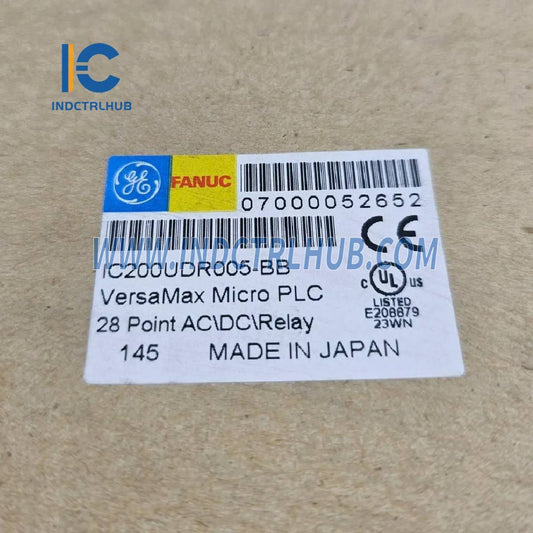 IC
INDCTRLHUB
GE FANUC
07000052652
WWW.INDCTRLHUB.COM
IC200UDR005-BB
VersaMax Micro PLC
28 Point AC\DC\Relay
145 MADE IN JAPAN
CE
C UL US
LISTED
E208879
23WN